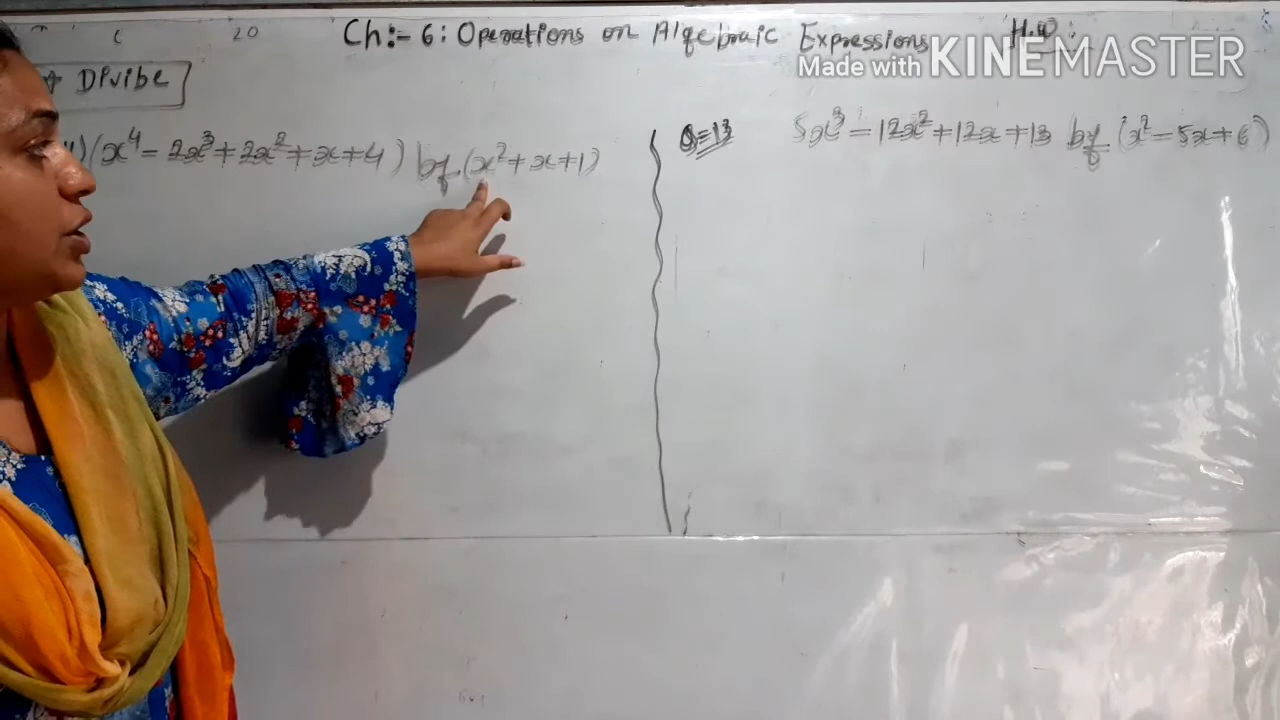 Ch:- 6: Operations on Algebraic Expressions H.W:
Made with KINEMASTER
Divibe
(x⁴ - 2x³ + 2x² + x + 4) by (x² + x + 1)
Q=13 5x³ = 12x² + 12x + 13 by (x² - 5x + 6)